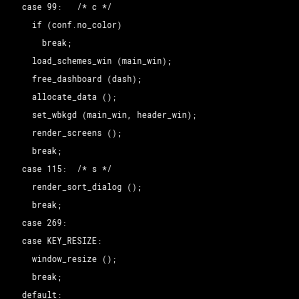 case 99:   /* c */
  if (conf.no_color)
    break;
  load_schemes_win (main_win);
  free_dashboard (dash);
  allocate_data ();
  set_wbkgd (main_win, header_win);
  render_screens ();
  break;
case 115:  /* s */
  render_sort_dialog ();
  break;
case 269:
case KEY_RESIZE:
  window_resize ();
  break;
default: